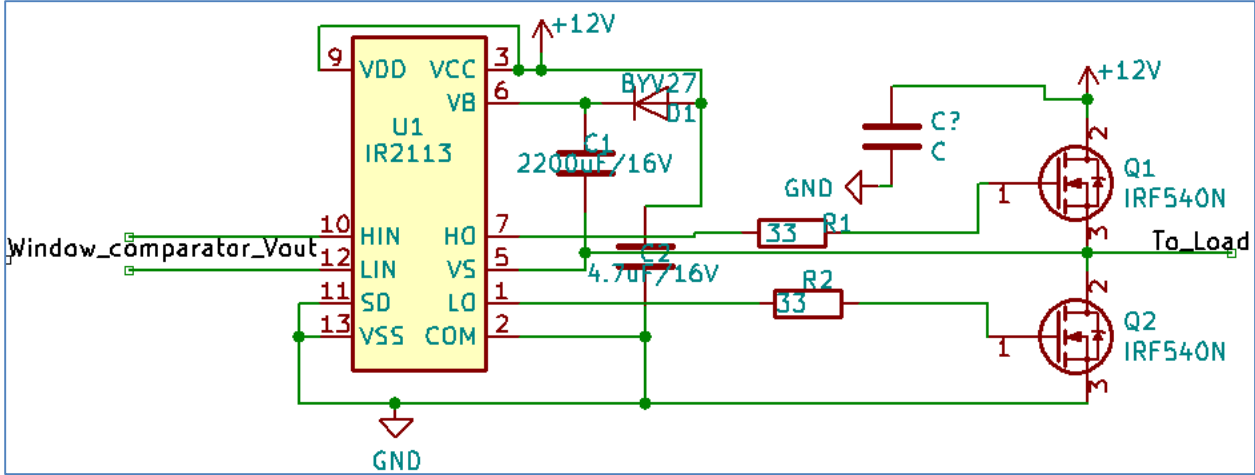 +12V
9 VDD VCC 3
VB 6
U1
IR2113
BYV27
D1
C1
2200uF/16V
+12V
C?
C
GND
2
Q1
IRF540N
1
3
Window_comparator_Vout
10 HIN HO 7
12 LIN VS 5
11 SD LO 1
13 VSS COM 2
33 R1
C2
4.7uF/16V
To_Load
R2
33
2
Q2
IRF540N
1
3
GND